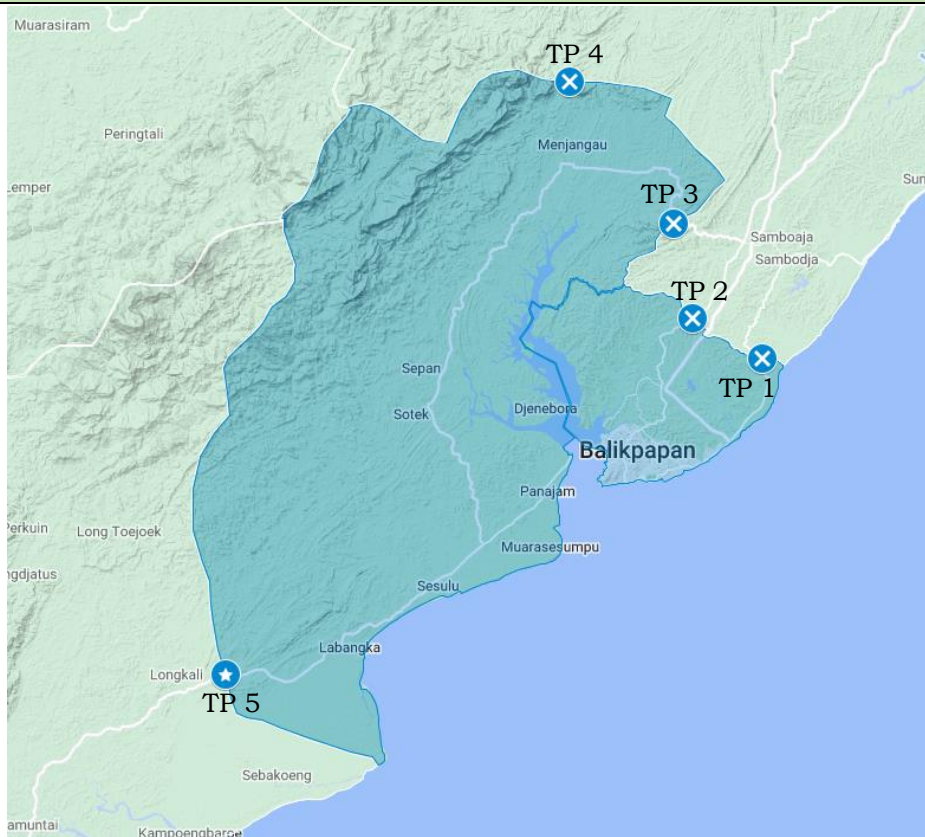 Muarasiram
TP 4
Peringtali
Menjangau
Lemper
Sun
TP 3
Samboaja
Sambodja
TP 2
Sepan
TP 1
Sotek
Djenebora
Balikpapan
Panajam
Perkuin
Long Toejoek
Muarasesumpu
ngdjatus
Sesulu
Labangka
Longkali
TP 5
Sebakoeng
amuntai
Kampoengbaroe